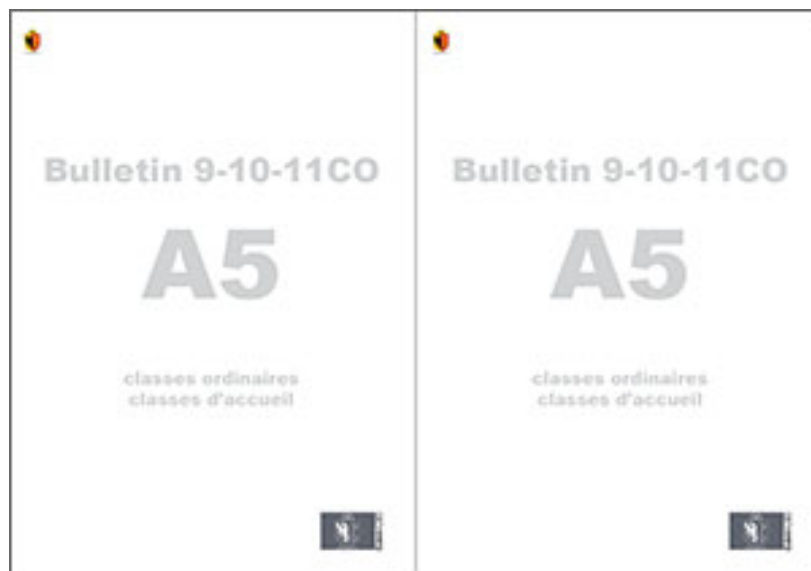 Bulletin 9-10-11CO
A5
classes ordinaires
classes d'accueil
Bulletin 9-10-11CO
A5
classes ordinaires
classes d'accueil